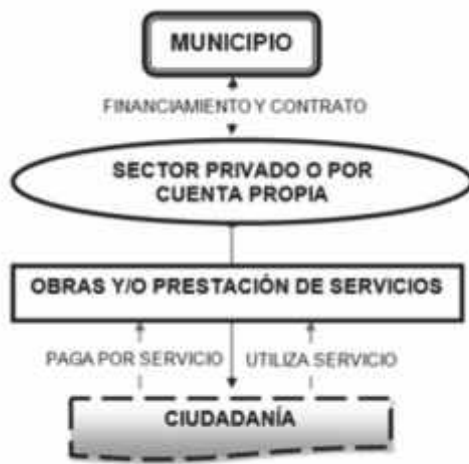 MUNICIPIO
FINANCIAMIENTO Y CONTRATO
SECTOR PRIVADO O POR
CUENTA PROPIA
OBRAS Y/O PRESTACIÓN DE SERVICIOS
PAGA POR SERVICIO
UTILIZA SERVICIO
CIUDADANÍA